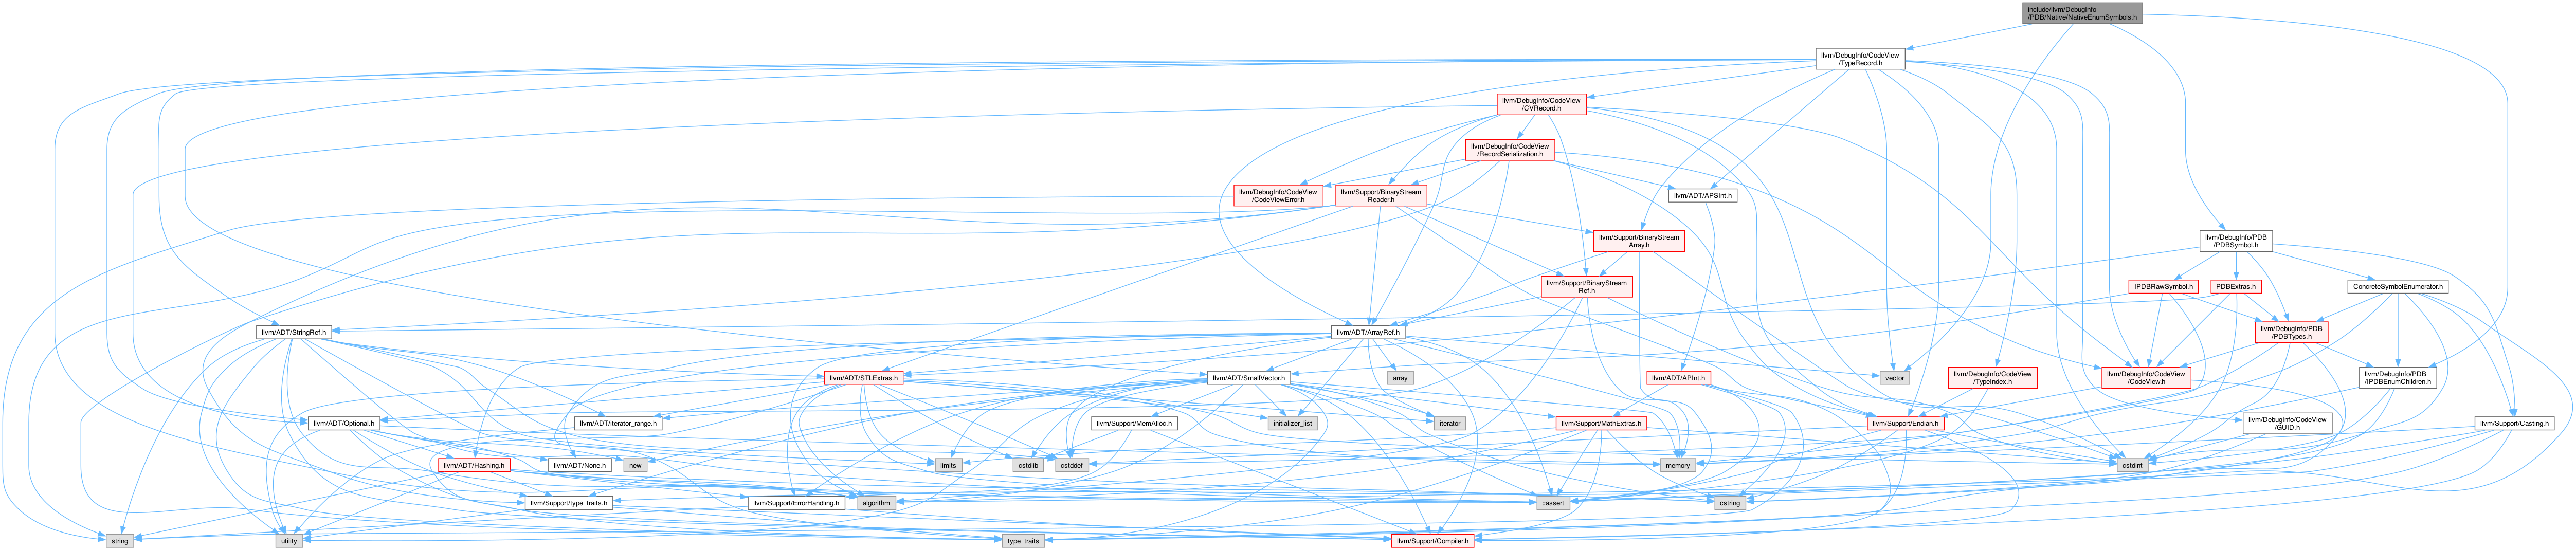 include/llvm/DebugInfo
/PDB/Native/NativeEnumSymbols.h
llvm/DebugInfo/CodeView
/TypeRecord.h
llvm/DebugInfo/CodeView
/CVRecord.h
llvm/DebugInfo/CodeView
/RecordSerialization.h
llvm/DebugInfo/CodeView
/CodeViewError.h
llvm/Support/BinaryStream
Reader.h
llvm/ADT/APSInt.h
llvm/Support/BinaryStream
Array.h
llvm/DebugInfo/PDB
/PDBSymbol.h
llvm/Support/BinaryStream
Ref.h
IPDBRawSymbol.h
PDBExtras.h
ConcreteSymbolEnumerator.h
llvm/ADT/StringRef.h
llvm/ADT/ArrayRef.h
llvm/DebugInfo/PDB
/PDBTypes.h
llvm/ADT/STLExtras.h
llvm/ADT/SmallVector.h
array
llvm/ADT/APInt.h
vector
llvm/DebugInfo/CodeView
/TypeIndex.h
llvm/DebugInfo/CodeView
/CodeView.h
llvm/DebugInfo/PDB
/IPDBEnumChildren.h
llvm/ADT/Optional.h
llvm/ADT/iterator_range.h
llvm/Support/MemAlloc.h
initializer_list
iterator
llvm/Support/MathExtras.h
llvm/Support/Endian.h
llvm/DebugInfo/CodeView
/GUID.h
llvm/Support/Casting.h
llvm/ADT/Hashing.h
llvm/ADT/None.h
new
limits
cstdlib
cstddef
memory
cstdint
llvm/Support/type_traits.h
llvm/Support/ErrorHandling.h
algorithm
cstring
cassert
string
utility
type_traits
llvm/Support/Compiler.h